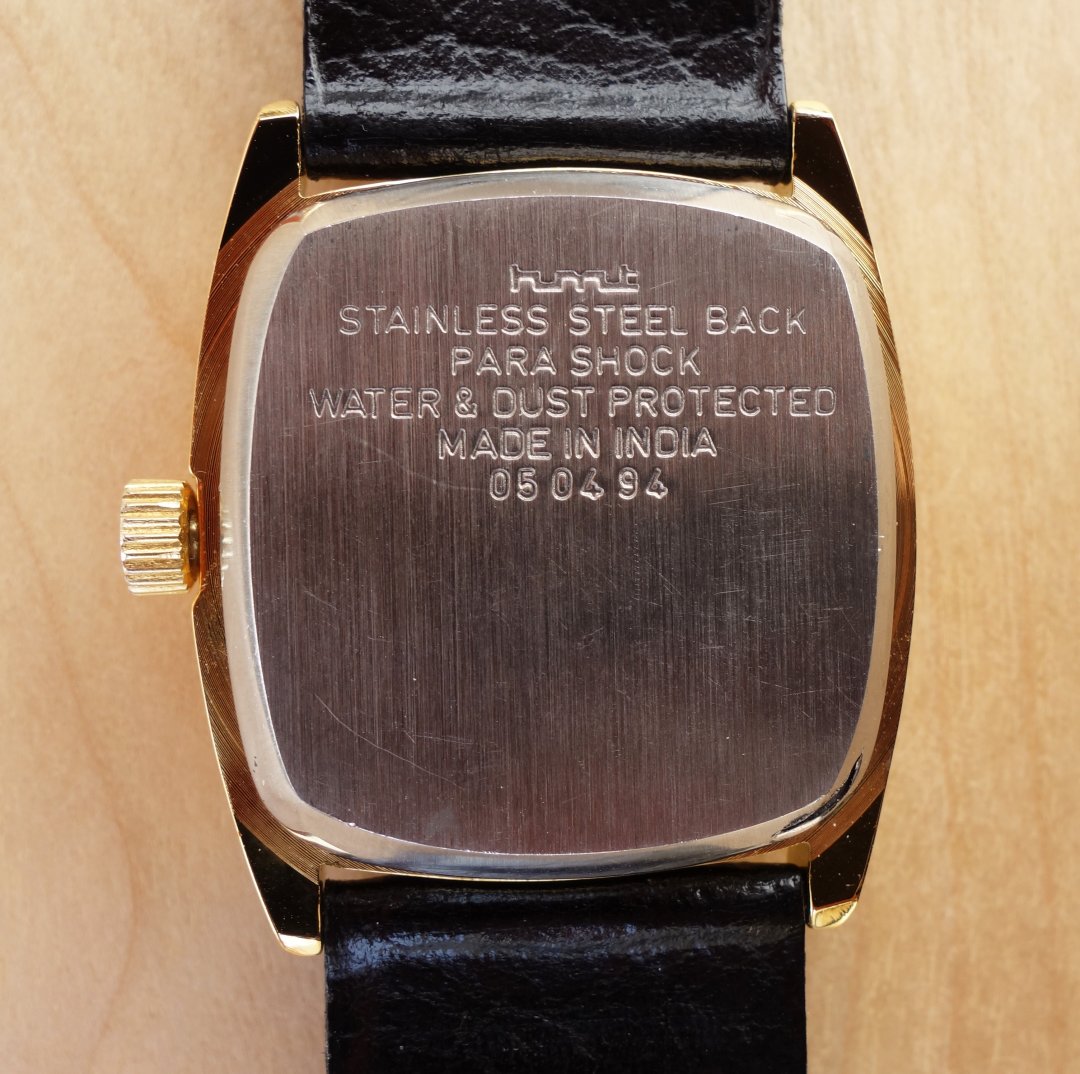 hmt
STAINLESS STEEL BACK
PARA SHOCK
WATER & DUST PROTECTED
MADE IN INDIA
050494